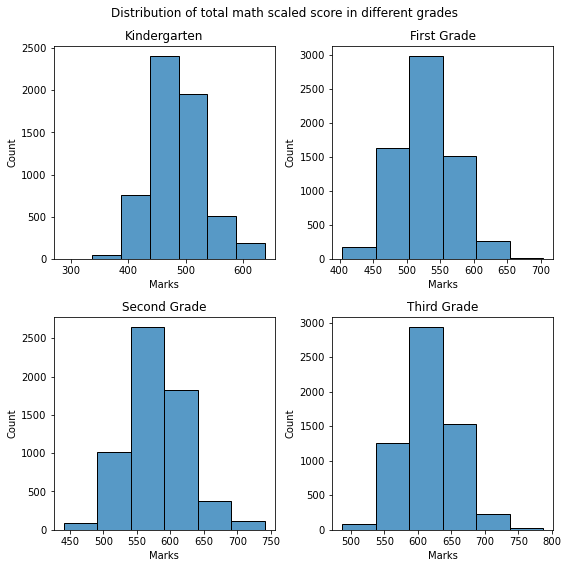 Distribution of total math scaled score in different grades
Kindergarten
2500
2000
1500
1000
500
0
Count
300 400 500 600
Marks
First Grade
3000
2500
2000
1500
1000
500
0
Count
400 450 500 550 600 650 700
Marks
Second Grade
2500
2000
1500
1000
500
0
Count
450 500 550 600 650 700 750
Marks
Third Grade
3000
2500
2000
1500
1000
500
0
Count
500 550 600 650 700 750 800
Marks